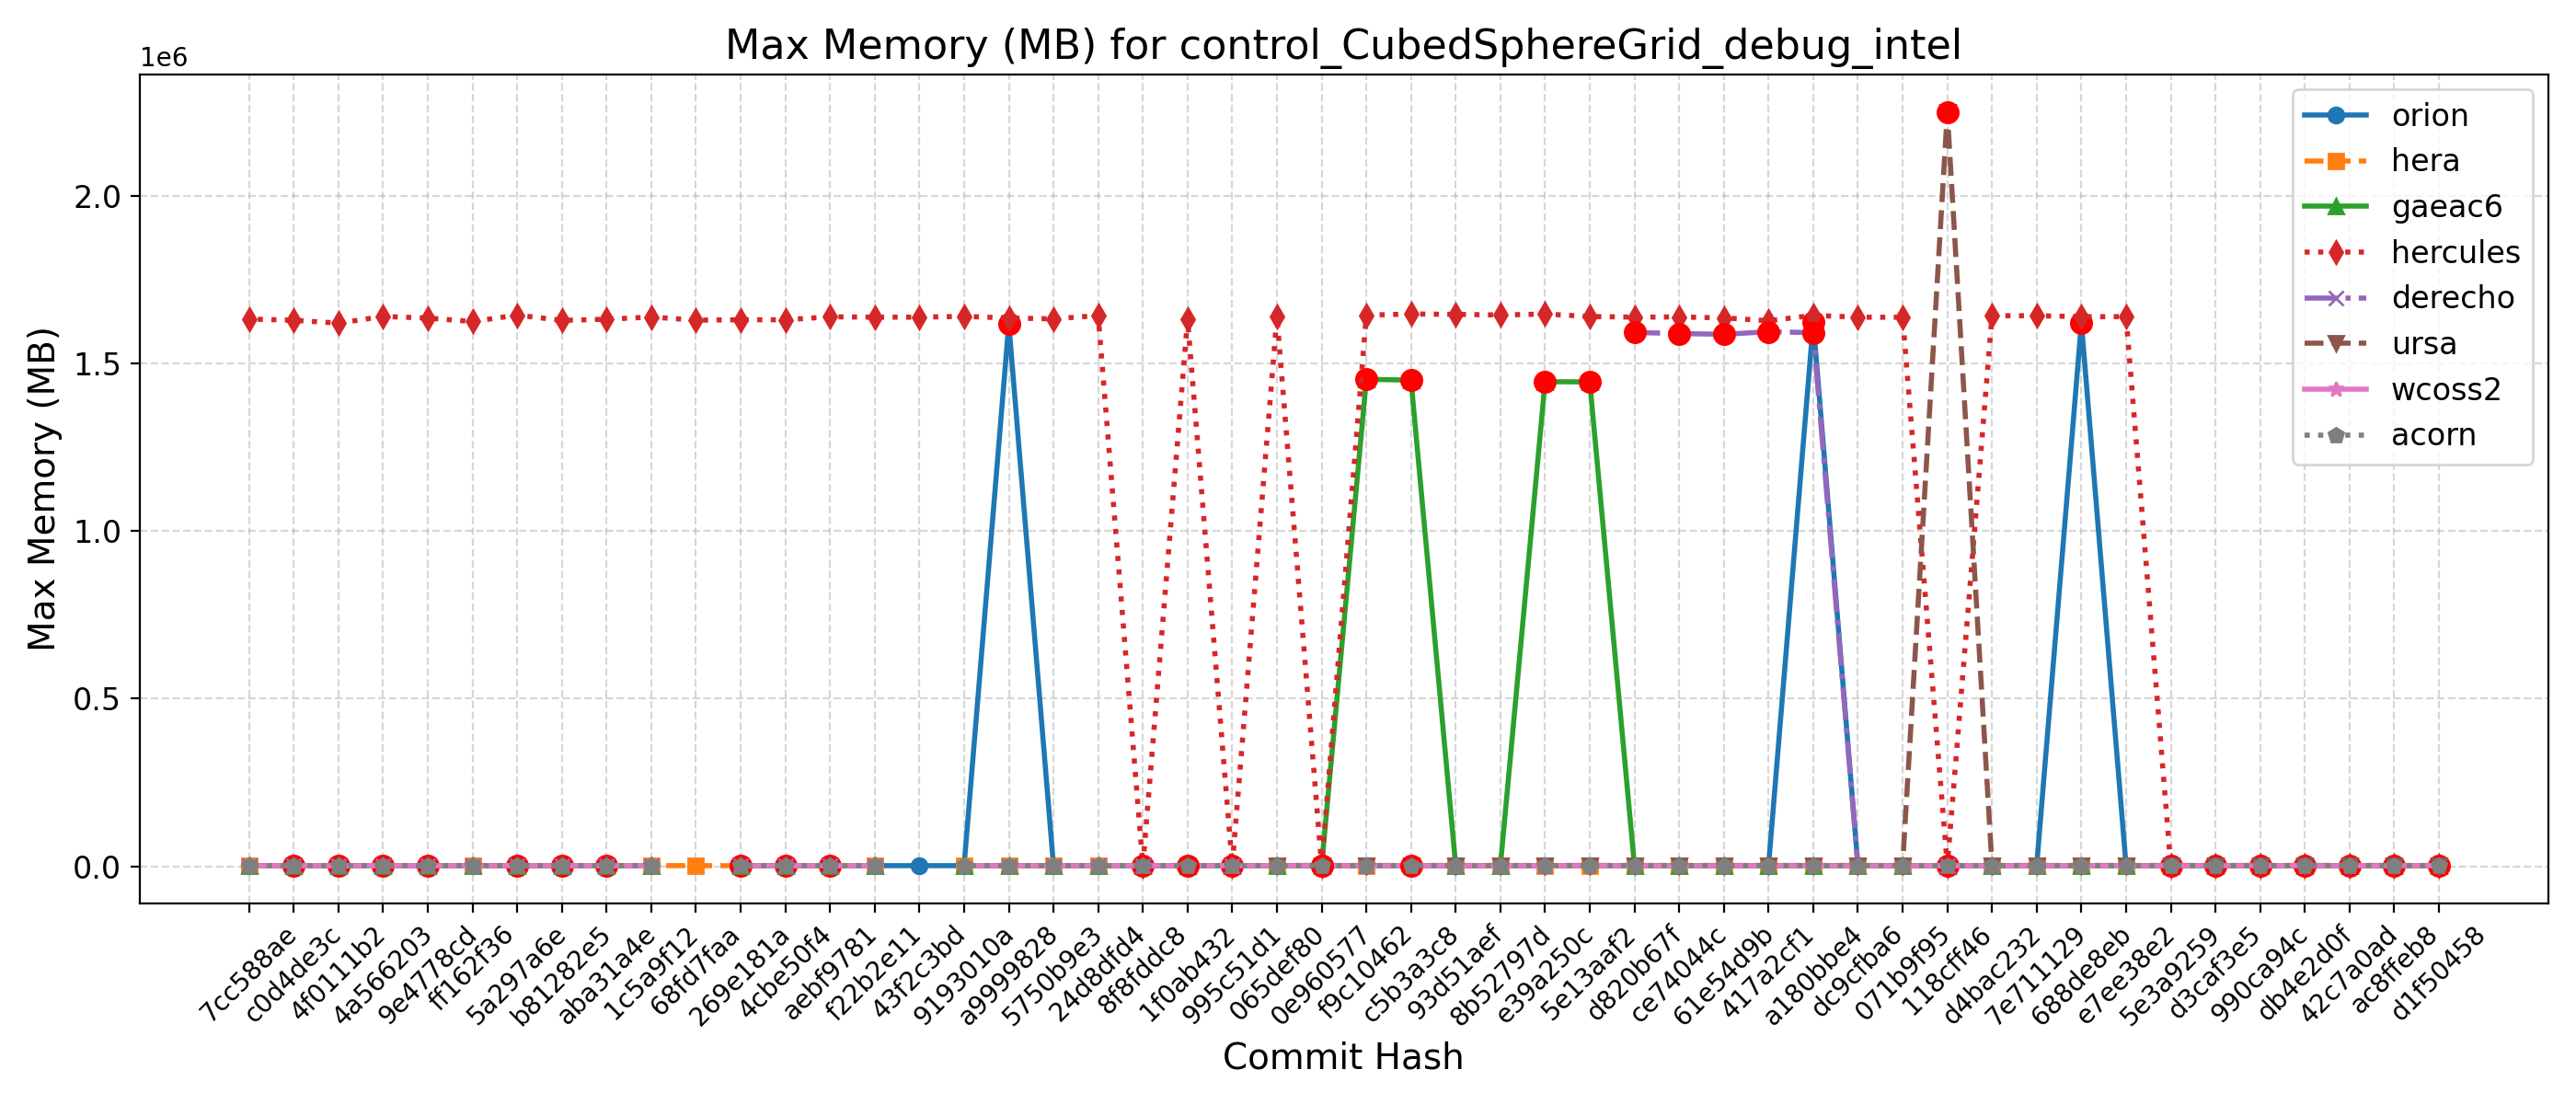 Max Memory (MB) for control_CubedSphereGrid_debug_intel
1e6
Max Memory (MB)
2.0
1.5
1.0
0.5
0.0
orion
hera
gaeac6
hercules
derecho
ursa
wcoss2
acorn
7cc588ae
c0d4de3c
4f0111b2
4a566203
9e4778cd
ff162f36
5a297a6e
b81282e5
aba31a4e
1c5a9f12
68fd7faa
269e181a
4cbe50f4
aebf9781
f22b2e11
43f2c3bd
9193010a
a9999828
5750b9e3
24d8dfd4
8f8fddc8
1f0ab432
995c51d1
065def80
0e960577
f9c10462
c5b3a3c8
93d51aef
8b52797d
e39a250c
5e13aaf2
d820b67f
ce74044c
61e54d9b
417a2cf1
a180bbe4
dc9cfba6
071b9f95
118cff46
d4bac232
7e711129
688de8eb
e7ee38e2
5e3a9259
d3caf3e5
990ca94c
db4e2d0f
42c7a0ad
ac8ffeb8
d1f50458
Commit Hash